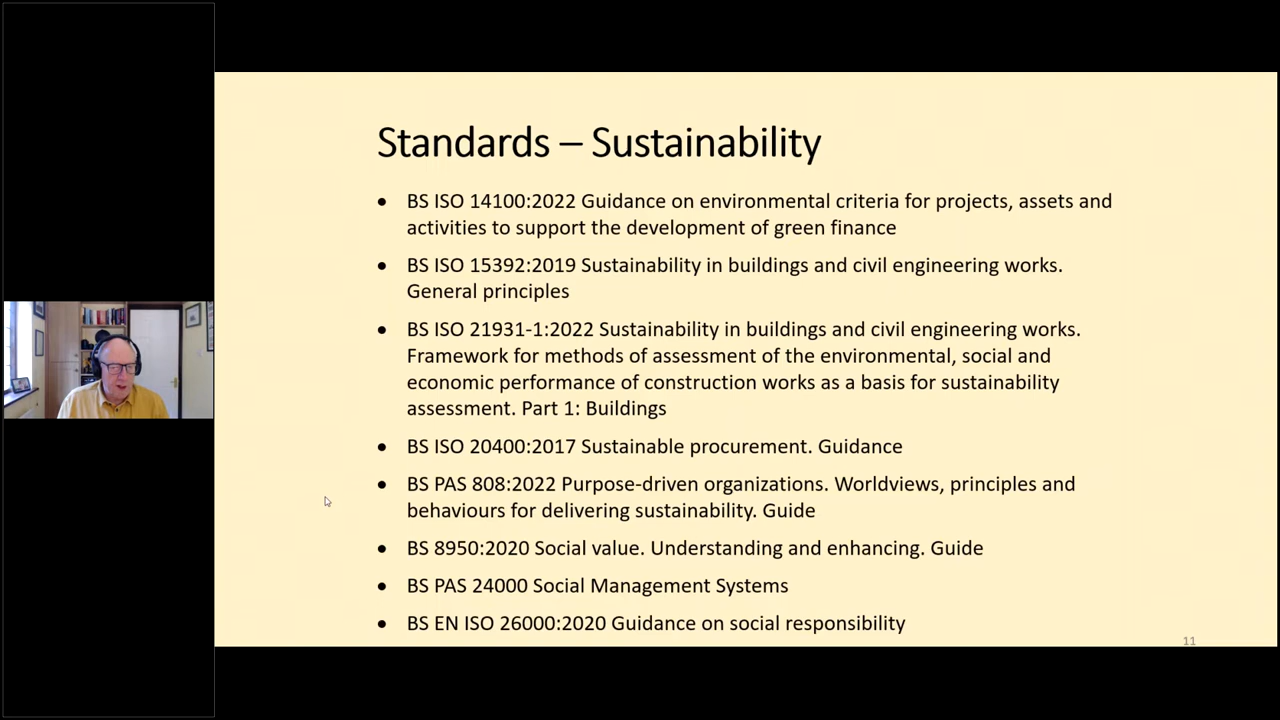 Standards – Sustainability
• BS ISO 14100:2022 Guidance on environmental criteria for projects, assets and
activities to support the development of green finance
• BS ISO 15392:2019 Sustainability in buildings and civil engineering works.
General principles
• BS ISO 21931-1:2022 Sustainability in buildings and civil engineering works.
Framework for methods of assessment of the environmental, social and
economic performance of construction works as a basis for sustainability
assessment. Part 1: Buildings
• BS ISO 20400:2017 Sustainable procurement. Guidance
• BS PAS 808:2022 Purpose-driven organizations. Worldviews, principles and
behaviours for delivering sustainability. Guide
• BS 8950:2020 Social value. Understanding and enhancing. Guide
• BS PAS 24000 Social Management Systems
• BS EN ISO 26000:2020 Guidance on social responsibility
11